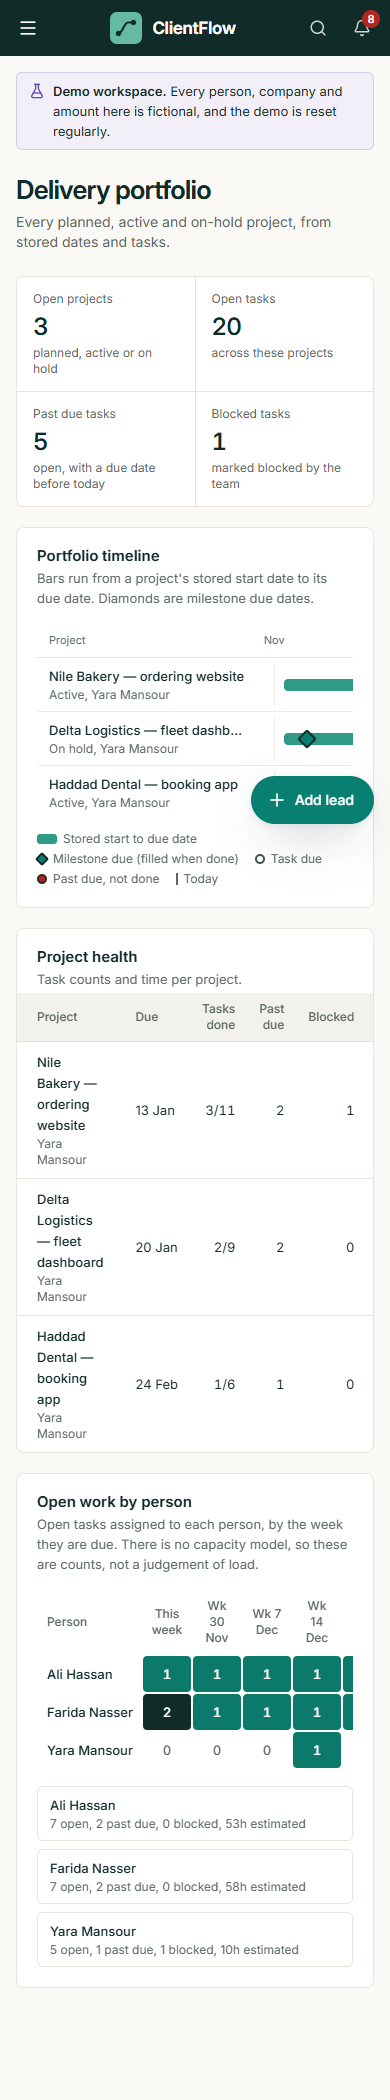 ClientFlow
8
Demo workspace. Every person, company and
amount here is fictional, and the demo is reset
regularly.
Delivery portfolio
Every planned, active and on-hold project, from
stored dates and tasks.
Open projects
3
planned, active or on
hold
Open tasks
20
across these projects
Past due tasks
5
open, with a due date
before today
Blocked tasks
1
marked blocked by the
team
Portfolio timeline
Bars run from a project's stored start date to its
due date. Diamonds are milestone due dates.
Project Nov
Nile Bakery — ordering website
Active, Yara Mansour
Delta Logistics — fleet dashb...
On hold, Yara Mansour
Haddad Dental — booking app
Active, Yara Mansour
+ Add lead
Stored start to due date
Milestone due (filled when done) Task due
Past due, not done Today
Project health
Task counts and time per project.
Project Due Tasks done Past due Blocked
Nile
Bakery —
ordering
website
Yara
Mansour
13 Jan 3/11 2 1
Delta
Logistics
— fleet
dashboard
Yara
Mansour
20 Jan 2/9 2 0
Haddad
Dental —
booking
app
Yara
Mansour
24 Feb 1/6 1 0
Open work by person
Open tasks assigned to each person, by the week
they are due. There is no capacity model, so these
are counts, not a judgement of load.
Person This week Wk 30 Nov Wk 7 Dec Wk 14 Dec
Ali Hassan 1 1 1 1
Farida Nasser 2 1 1 1
Yara Mansour 0 0 0 1
Ali Hassan
7 open, 2 past due, 0 blocked, 53h estimated
Farida Nasser
7 open, 2 past due, 0 blocked, 58h estimated
Yara Mansour
5 open, 1 past due, 1 blocked, 10h estimated